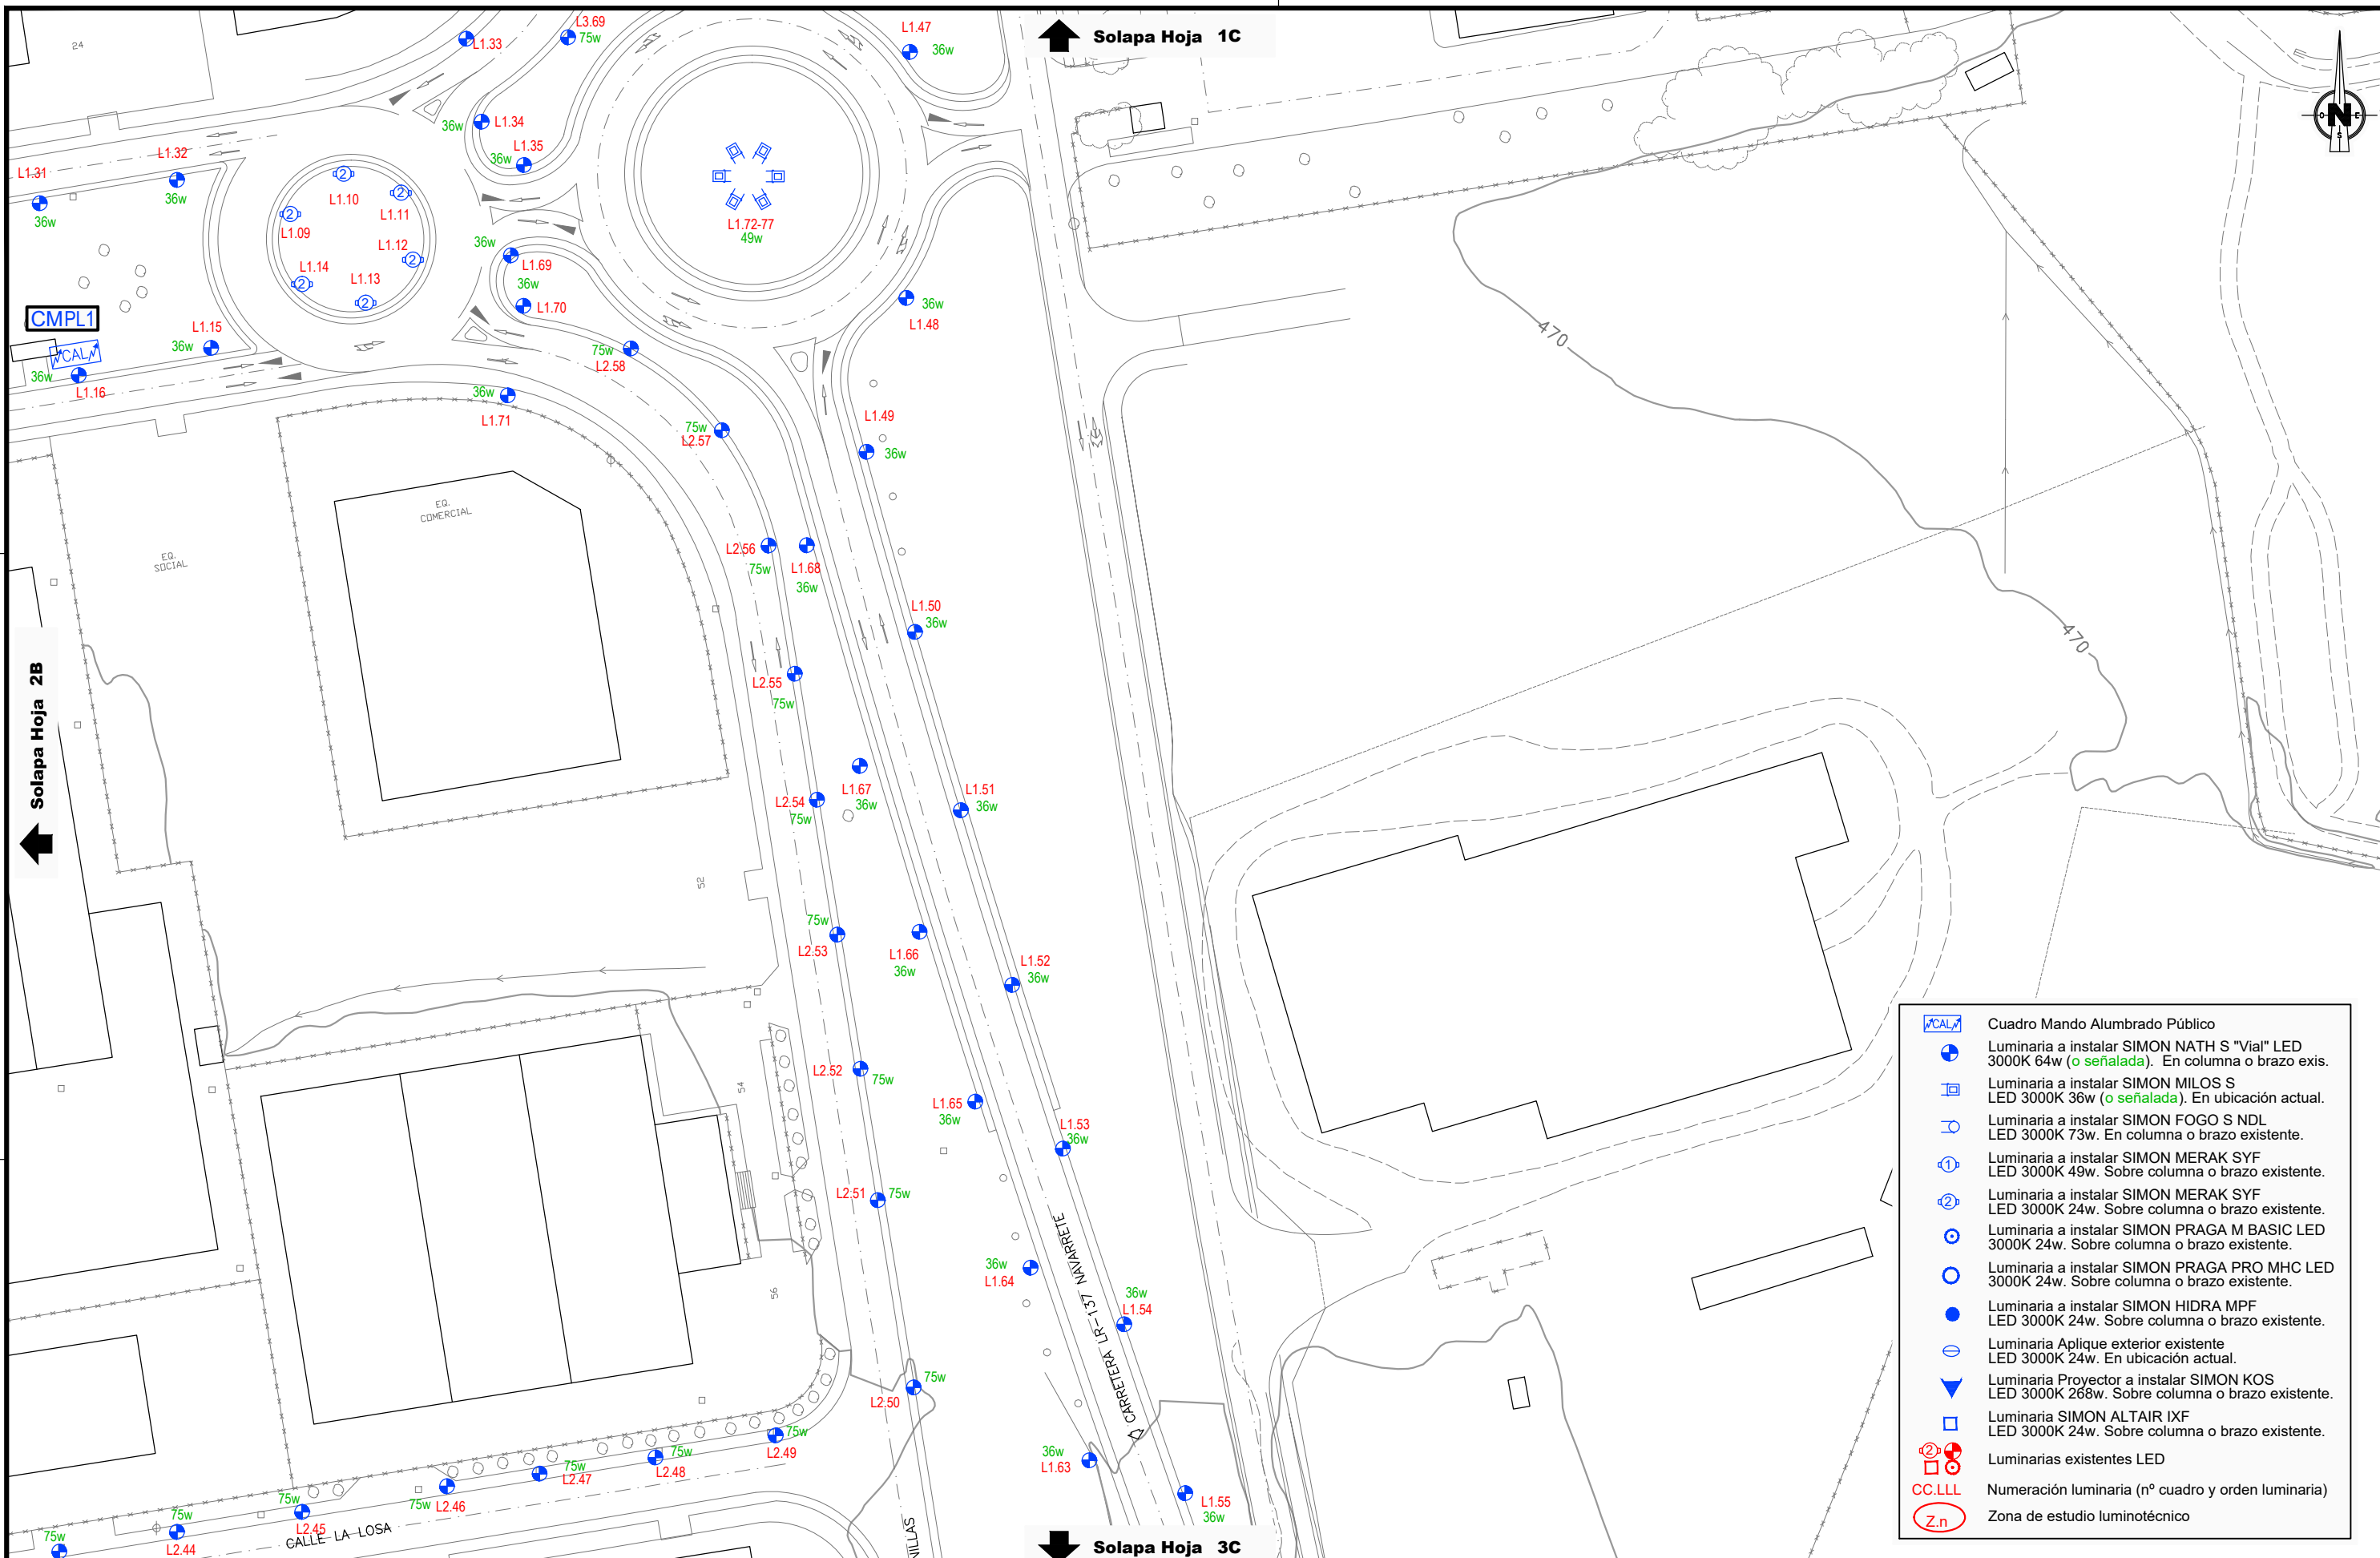 Solapa Hoja 1C
24
L1.33
L3.69
75w
L1.47
36w
N
O
E
S
L1.34
36w
L1.35
36w
L1.32
36w
L1.31
36w
L1.10
L1.11
L1.09
L1.12
L1.14
L1.13
2
2
2
2
2
2
L1.72-77
49w
36w
L1.69
36w
L1.70
36w
L1.48
CMPL1
CAL
L1.15
36w
36w
L1.16
75w
L2.58
36w
L1.71
75w
L2.57
L1.49
36w
470
EQ.
COMERCIAL
EQ.
SOCIAL
L2.56
75w
L1.68
36w
L1.50
36w
470
Solapa Hoja 2B
L2.55
75w
L1.67
36w
L2.54
75w
L1.51
36w
52
75w
L2.53
L1.66
36w
L1.52
36w
L2.52
75w
54
L1.65
36w
L1.53
36w
L2.51
75w
36w
L1.64
56
CARRETERA LR-137 NAVARRETE
36w
L1.54
75w
L2.50
75w
L2.49
75w
L2.48
75w
L2.47
75w
L2.46
36w
L1.63
L1.55
36w
75w
L2.45
75w
L2.44
75w
CALLE LA LOSA
NILLAS
Solapa Hoja 3C
CAL
Cuadro Mando Alumbrado Público
Luminaria a instalar SIMON NATH S "Vial" LED
3000K 64w (o señalada). En columna o brazo exis.
Luminaria a instalar SIMON MILOS S
LED 3000K 36w (o señalada). En ubicación actual.
Luminaria a instalar SIMON FOGO S NDL
LED 3000K 73w. En columna o brazo existente.
1
Luminaria a instalar SIMON MERAK SYF
LED 3000K 49w. Sobre columna o brazo existente.
2
Luminaria a instalar SIMON MERAK SYF
LED 3000K 24w. Sobre columna o brazo existente.
Luminaria a instalar SIMON PRAGA M BASIC LED
3000K 24w. Sobre columna o brazo existente.
Luminaria a instalar SIMON PRAGA PRO MHC LED
3000K 24w. Sobre columna o brazo existente.
Luminaria a instalar SIMON HIDRA MPF
LED 3000K 24w. Sobre columna o brazo existente.
Luminaria Aplique exterior existente
LED 3000K 24w. En ubicación actual.
Luminaria Proyector a instalar SIMON KOS
LED 3000K 268w. Sobre columna o brazo existente.
Luminaria SIMON ALTAIR IXF
LED 3000K 24w. Sobre columna o brazo existente.
2
Luminarias existentes LED
CC.LLL
Numeración luminaria (nº cuadro y orden luminaria)
Z.n
Zona de estudio luminotécnico